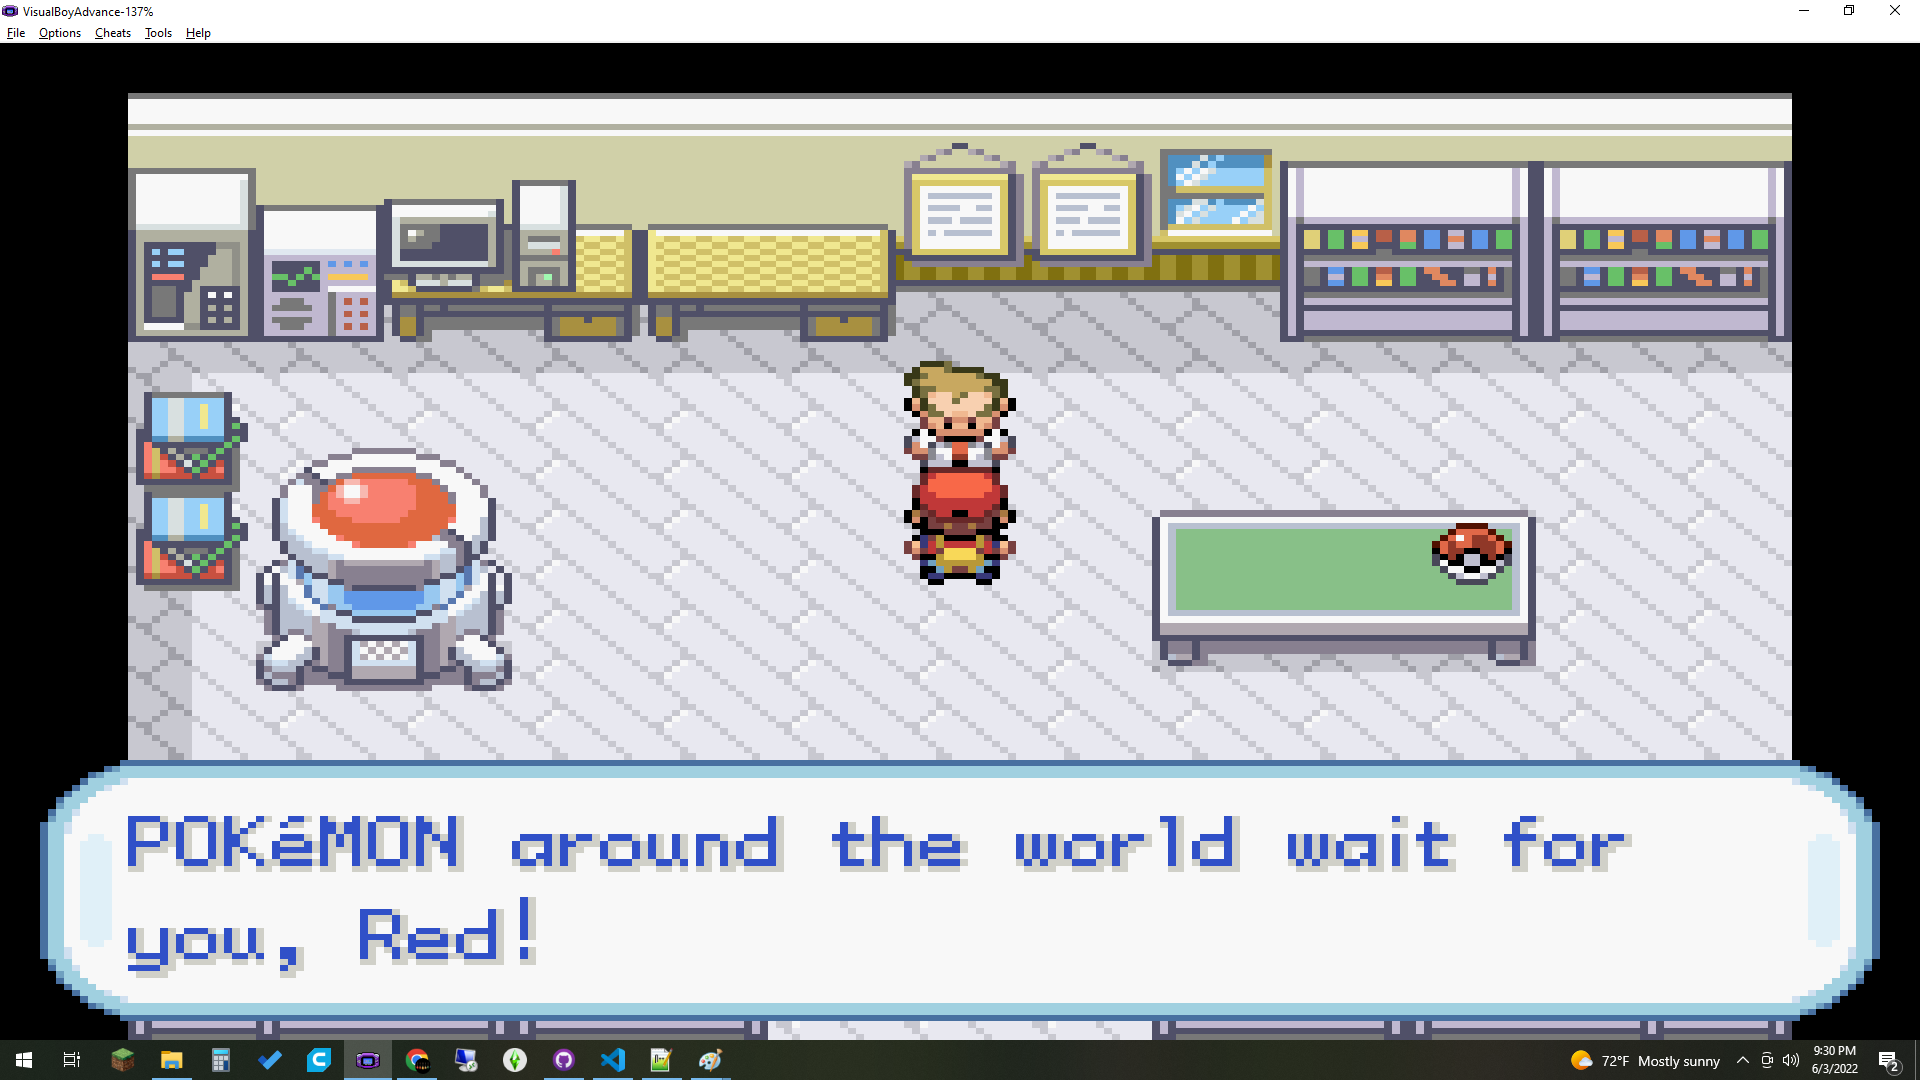 VisualBoyAdvance-137%
File Options Cheats Tools Help
POKéMON around the world wait for
you, Red!
72°F Mostly sunny
9:30 PM
6/3/2022
2